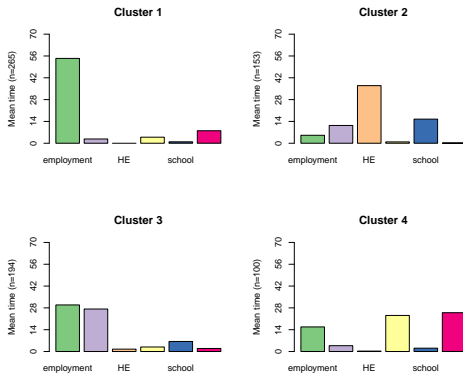 Cluster 1
Mean time (n=265)
70
56
42
28
14
0
employment HE school
Cluster 2
Mean time (n=153)
70
56
42
28
14
0
employment HE school
Cluster 3
Mean time (n=194)
70
56
42
28
14
0
employment HE school
Cluster 4
Mean time (n=100)
70
56
42
28
14
0
employment HE school